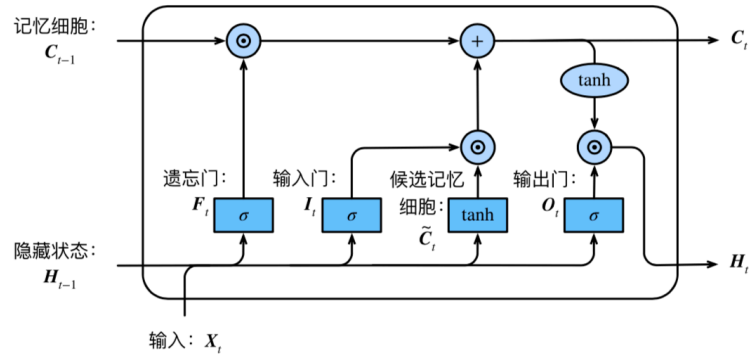 记忆细胞：
C_{t-1}
⊙
+
C_t
tanh
⊙
⊙
遗忘门：
F_t
σ
输入门：
I_t
σ
候选记忆
细胞：
C̃_t
tanh
输出门：
O_t
σ
隐藏状态：
H_{t-1}
H_t
输入：X_t